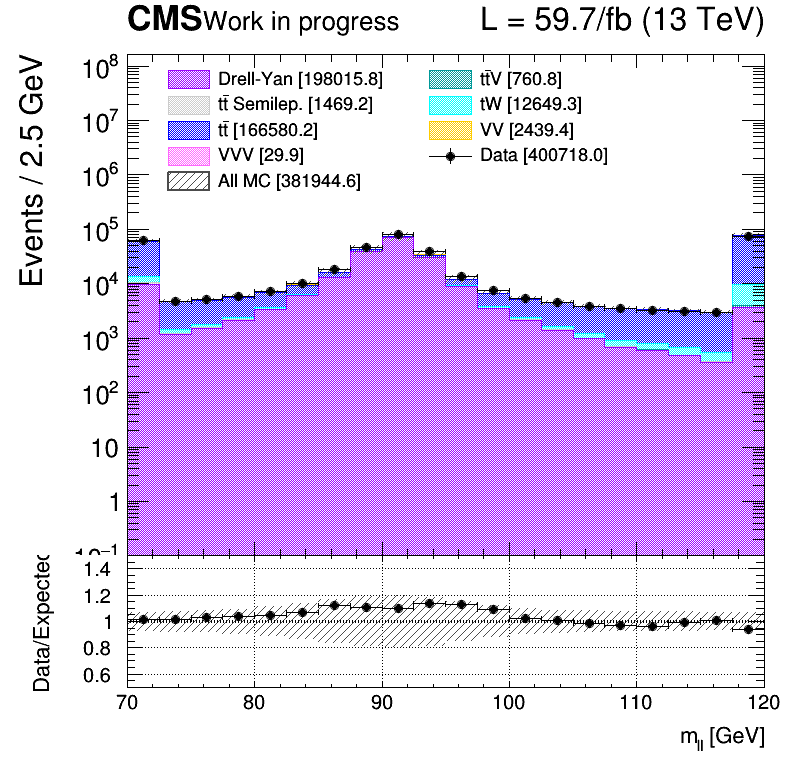 CMS Work in progress L = 59.7/fb (13 TeV)
Events / 2.5 GeV
10⁸
10⁷
10⁶
10⁵
10⁴
10³
10²
10
1
10⁻¹
Drell-Yan [198015.8]
tt̄ Semilep. [1469.2]
tt̄ [166580.2]
VVV [29.9]
All MC [381944.6]
tt̄V [760.8]
tW [12649.3]
VV [2439.4]
Data [400718.0]
Data/Expected
1.4
1.2
1
0.8
0.6
70 80 90 100 110 120
m_ll [GeV]